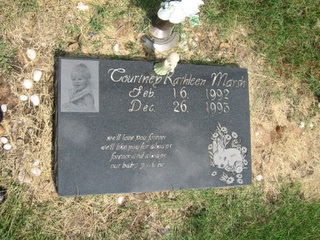 Courtney Kathleen Marsh
Feb. 16, 1992
Dec. 26, 1993
we'll love you forever
we'll like you for always
forever and always
our baby you'll be